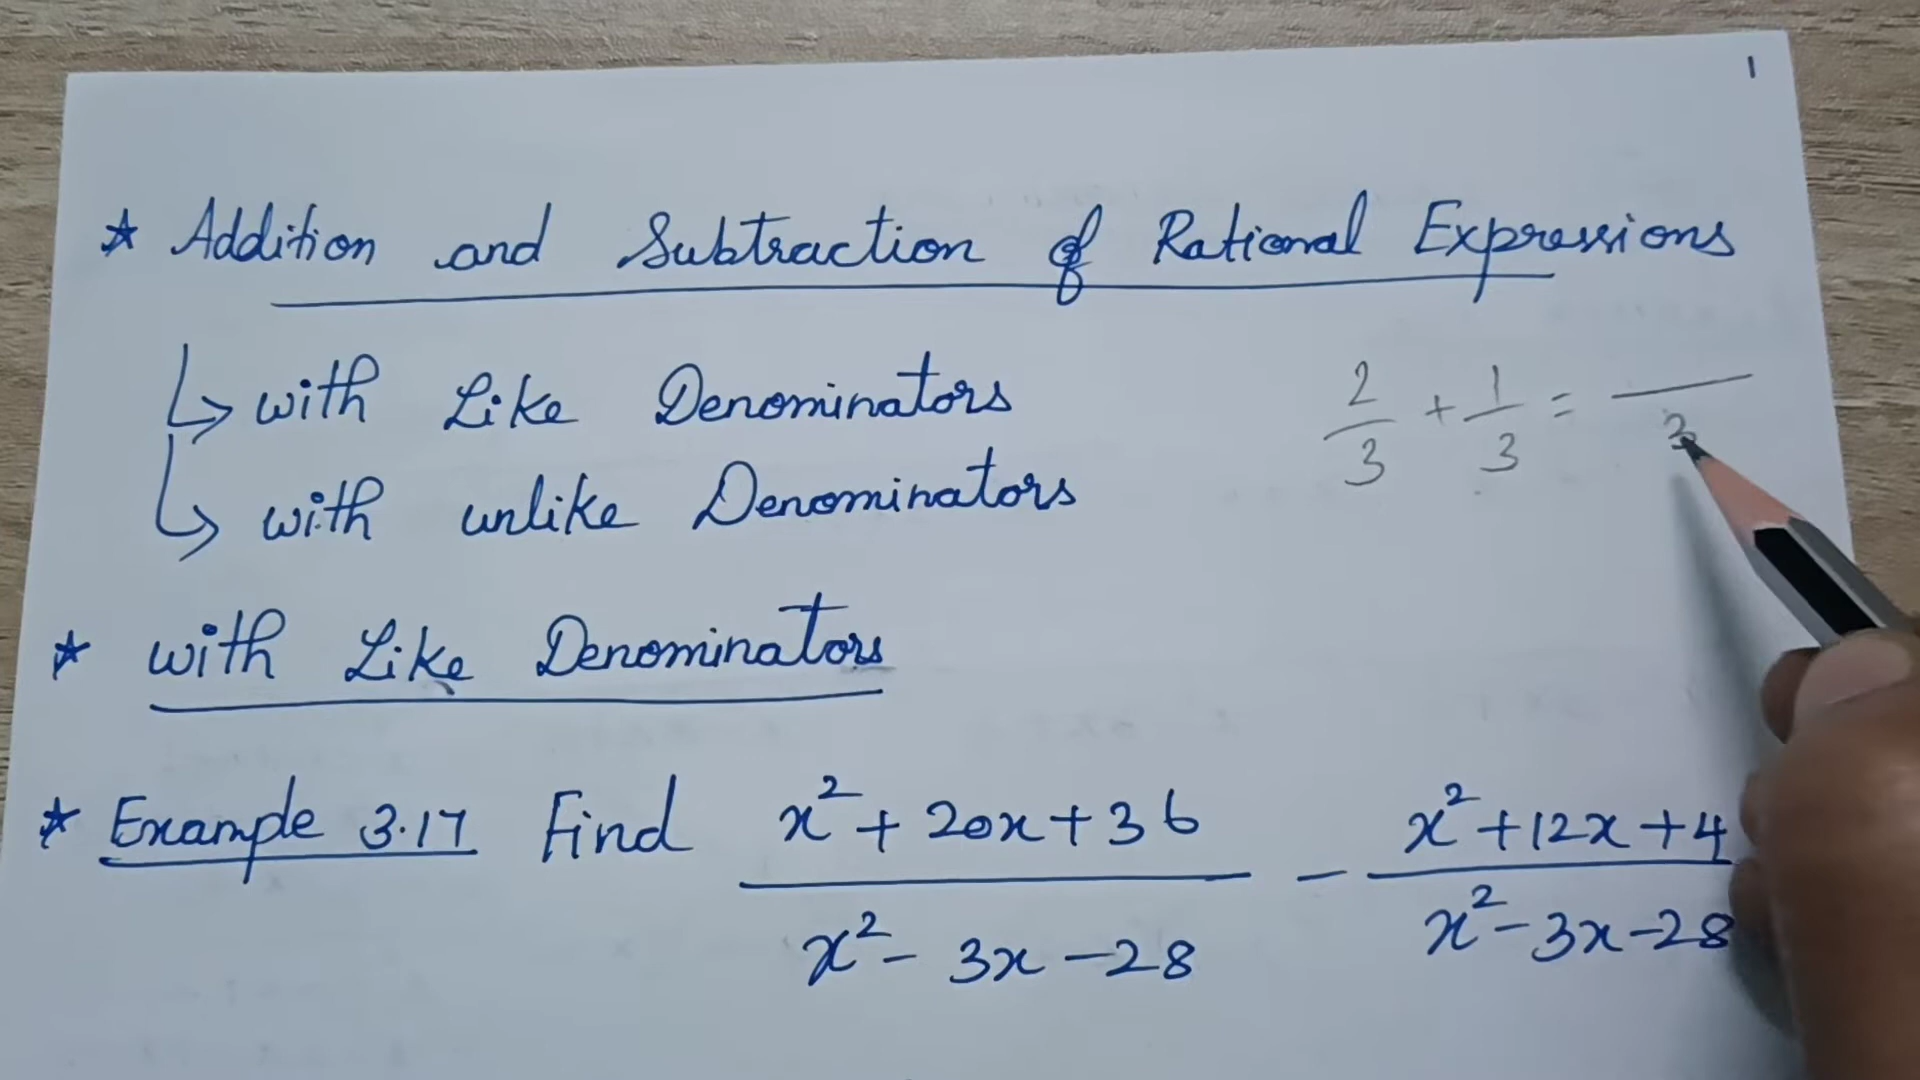 1
* Addition and Subtraction of Rational Expressions
↳ with Like Denominators
↳ with unlike Denominators
2/3 + 1/3 = /3
* with Like Denominators
* Example 3.17 Find (x² + 20x + 36)/(x² - 3x - 28) - (x² + 12x + 4)/(x² - 3x - 28)